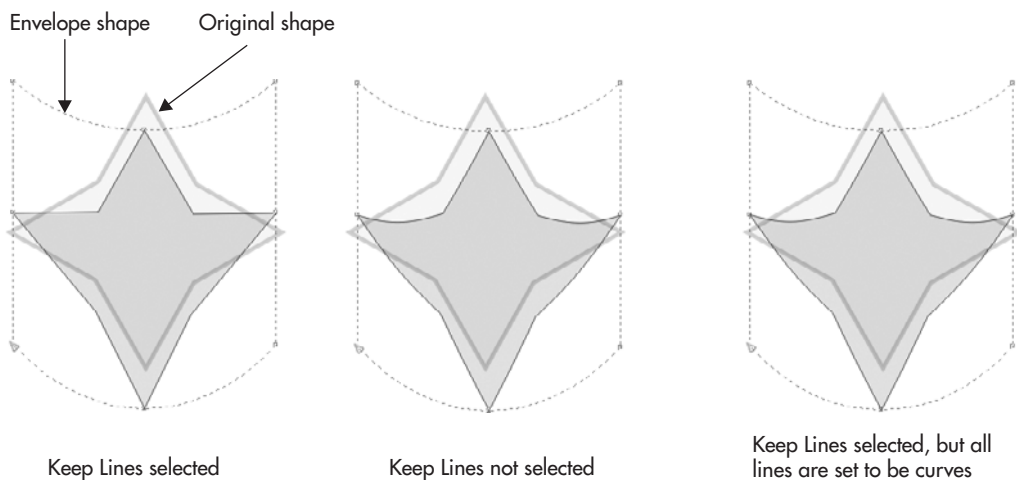 Envelope shape
Original shape
Keep Lines selected
Keep Lines not selected
Keep Lines selected, but all
lines are set to be curves